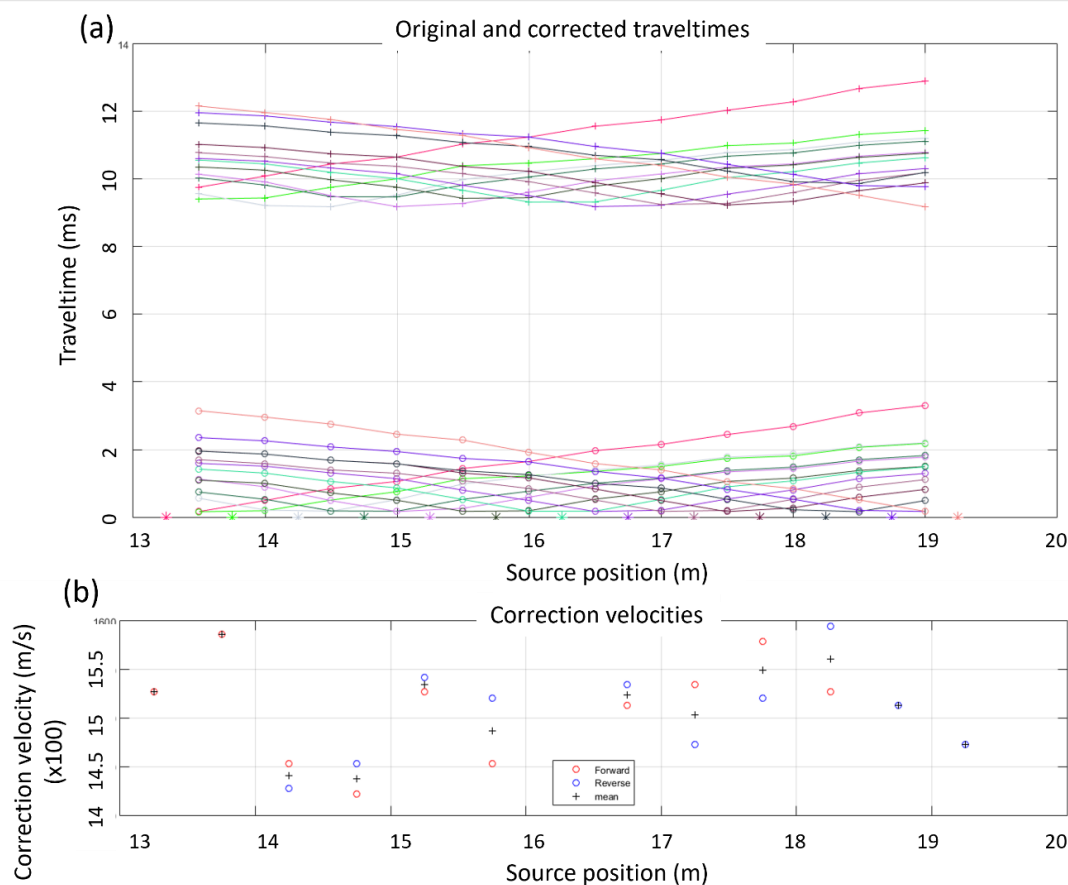 (a)
Original and corrected traveltimes
14
12
10
8
6
4
2
0
Traveltime (ms)
13 14 15 16 17 18 19 20
Source position (m)
(b)
Correction velocities
1600
15.5
15
14.5
14
Correction velocity (m/s)
(x100)
Forward
Reverse
mean
13 14 15 16 17 18 19 20
Source position (m)